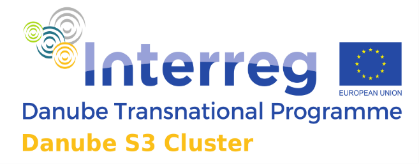 Interreg
EUROPEAN UNION
Danube Transnational Programme
Danube S3 Cluster